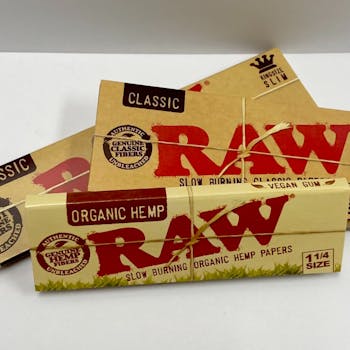 KINGSIZE
SLIM
CLASSIC
AUTHENTIC
GENUINE
CLASSIC
FIBERS
UNBLEACHED
RAW
SLOW BURNING CLASSIC PAPERS
CLASSIC
UNBLEACHED
VEGAN GUM
ORGANIC HEMP
AUTHENTIC
GENUINE
HEMP
FIBERS
UNBLEACHED
RAW
SLOW BURNING ORGANIC HEMP PAPERS
1 1/4
SIZE